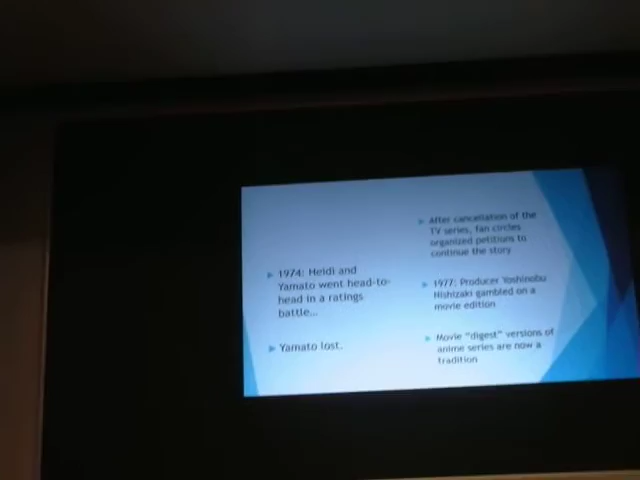 1974: Heidi and
Yamato went head-to-
head in a ratings
battle...
Yamato lost.
After cancellation of the
TV series, fan circles
organized petitions to
continue the story
1977: Producer Yoshinobu
Nishizaki gambled on a
movie edition
Movie "digest" versions of
anime series are now a
tradition